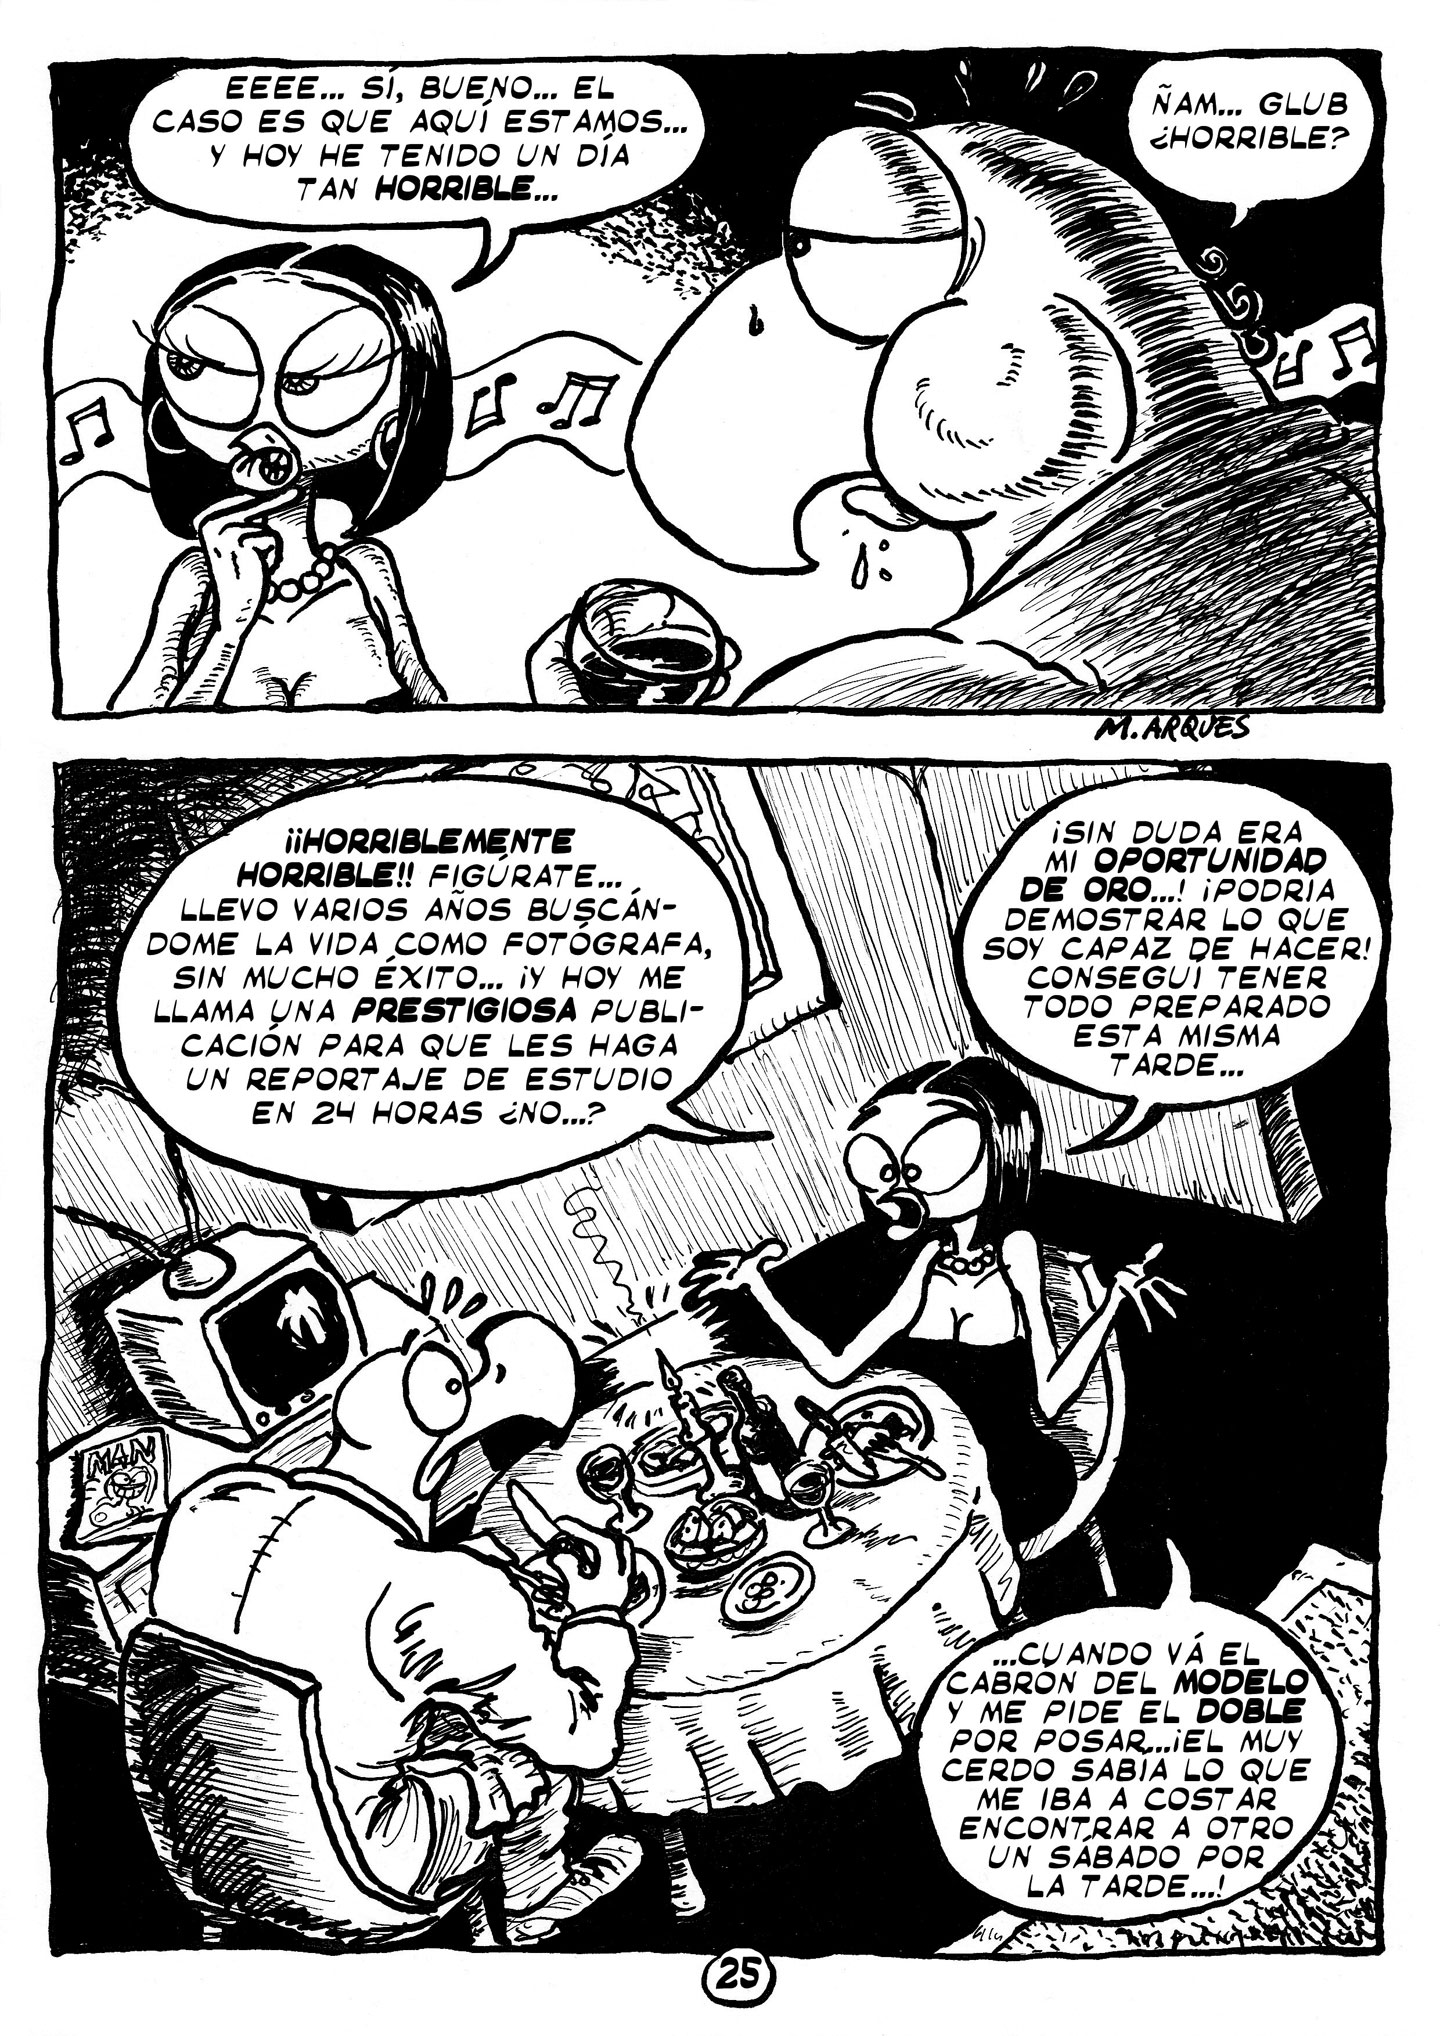 EEEE... SÍ, BUENO... EL
CASO ES QUE AQUÍ ESTAMOS...
Y HOY HE TENIDO UN DÍA
TAN HORRIBLE...
ÑAM... GLUB
¿HORRIBLE?
M. ARQUES
¡¡HORRIBLEMENTE
HORRIBLE!! FIGÚRATE...
LLEVO VARIOS AÑOS BUSCÁN-
DOME LA VIDA COMO FOTÓGRAFA,
SIN MUCHO ÉXITO... ¡Y HOY ME
LLAMA UNA PRESTIGIOSA PUBLI-
CACIÓN PARA QUE LES HAGA
UN REPORTAJE DE ESTUDIO
EN 24 HORAS ¿NO...?
¡SIN DUDA ERA
MI OPORTUNIDAD
DE ORO...! ¡PODRÍA
DEMOSTRAR LO QUE
SOY CAPAZ DE HACER!
CONSEGUÍ TENER
TODO PREPARADO
ESTA MISMA
TARDE...
MAN
...CUANDO VÁ EL
CABRÓN DEL MODELO
Y ME PIDE EL DOBLE
POR POSAR...¡EL MUY
CERDO SABÍA LO QUE
ME IBA A COSTAR
ENCONTRAR A OTRO
UN SÁBADO POR
LA TARDE...!
25